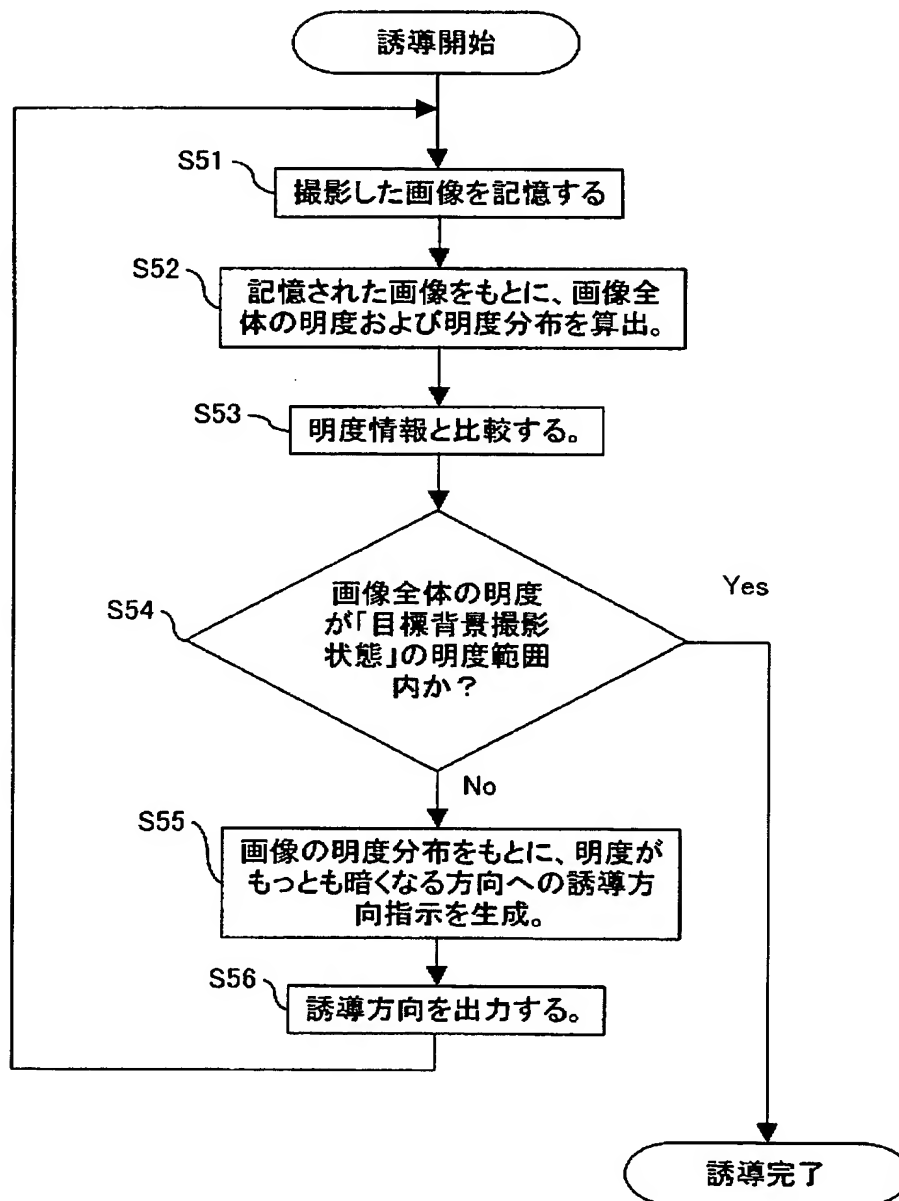 誘導開始
S51
撮影した画像を記憶する
S52
記憶された画像をもとに、画像全
体の明度および明度分布を算出。
S53
明度情報と比較する。
S54
画像全体の明度
が「目標背景撮影
状態」の明度範囲
内か？
Yes
No
S55
画像の明度分布をもとに、明度が
もっとも暗くなる方向への誘導方
向指示を生成。
S56
誘導方向を出力する。
誘導完了